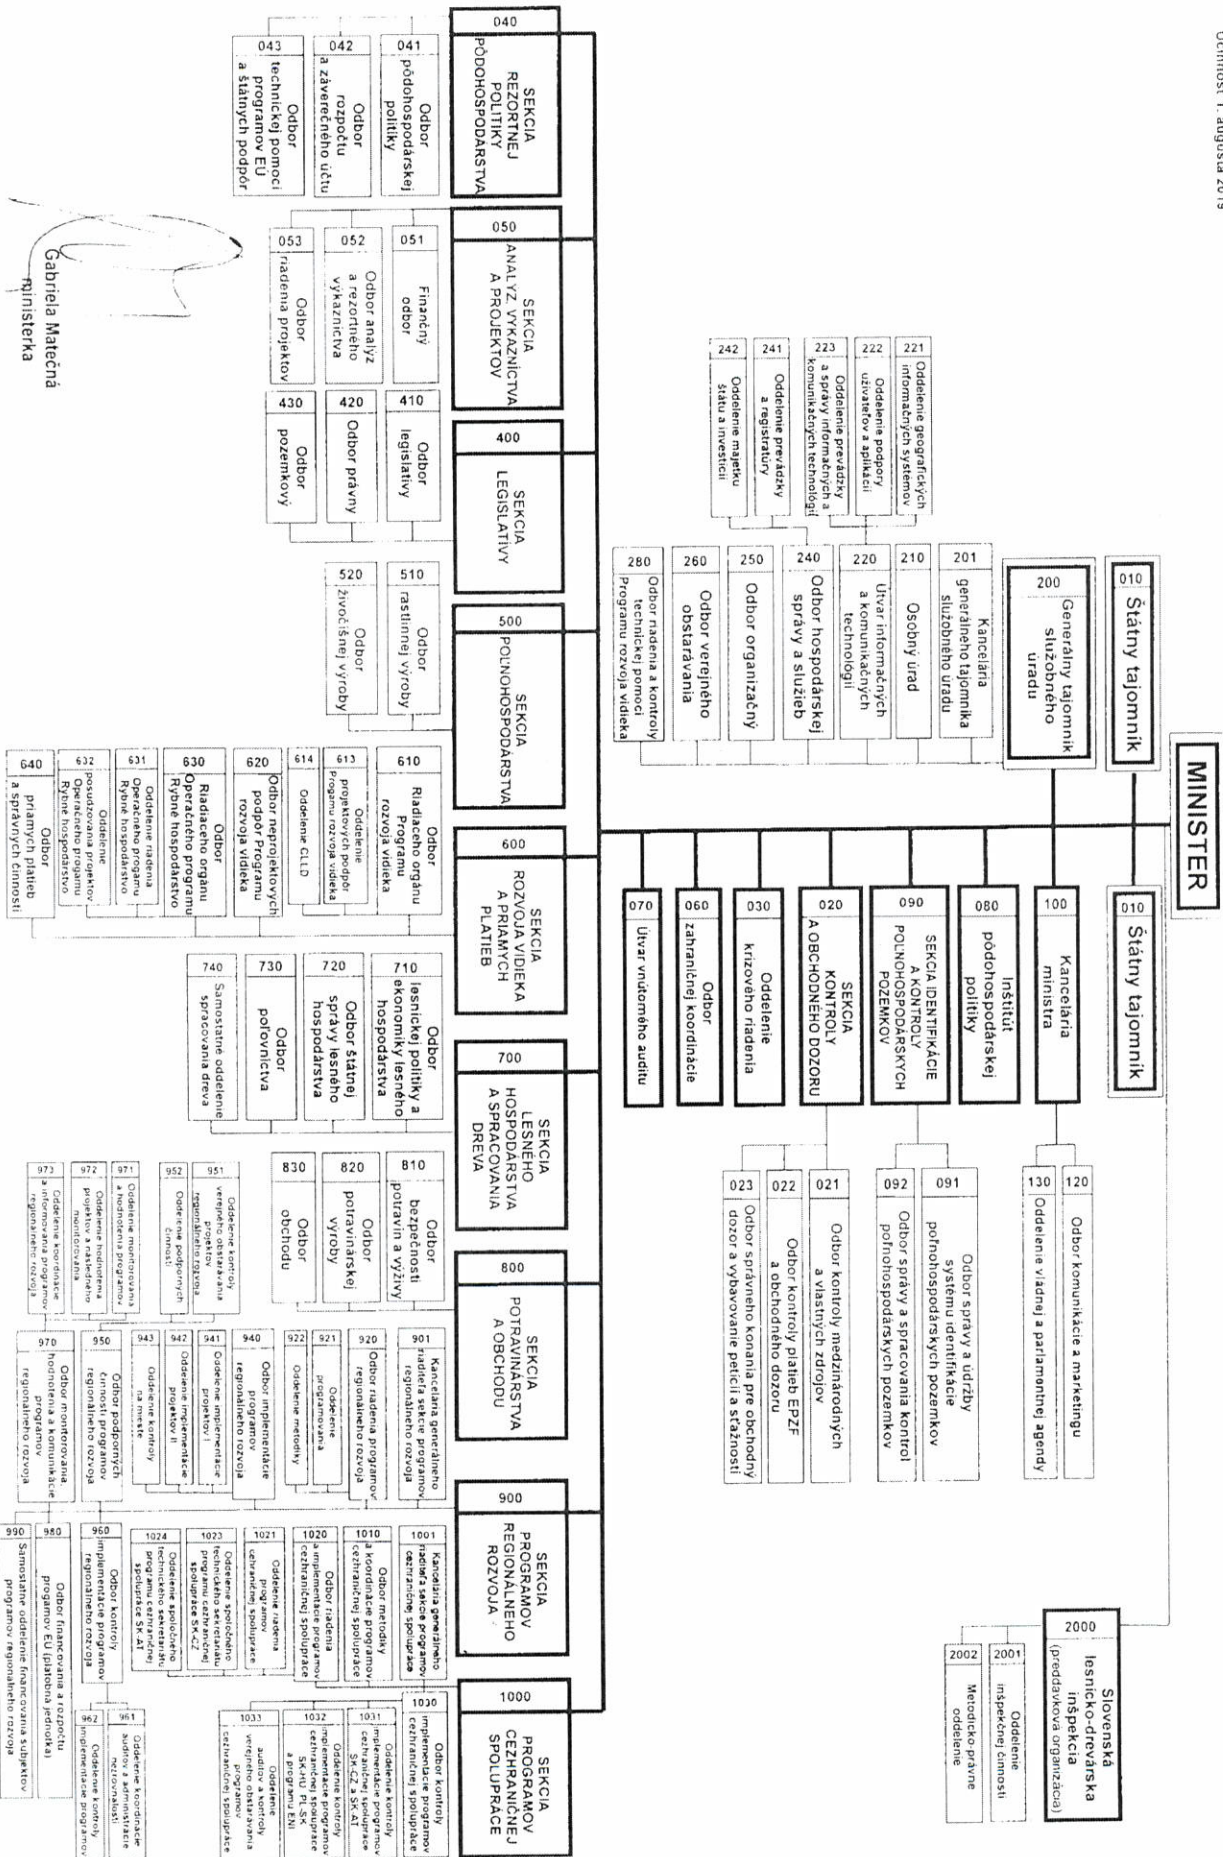 Účinnosť 1. augusta 2019
MINISTER
010
Štátny tajomník
010
Štátny tajomník
200
Generálny tajomník
služobného
úradu
201
Kancelária
generálneho tajomníka
služobného úradu
210
Osobný úrad
220
Útvar informačných
a komunikačných
technológií
221
Oddelenie geografických
informačných systémov
222
Oddelenie podpory
užívateľov a aplikácií
223
Oddelenie prevádzky
a správy informačných a
komunikačných technológií
240
Odbor hospodárskej
správy a služieb
241
Oddelenie prevádzky
a registratúry
242
Oddelenie majetku
štátu a investícií
250
Odbor organizačný
260
Odbor verejného
obstarávania
280
Odbor riadenia a kontroly
technickej pomoci
Programu rozvoja vidieka
100
Kancelária
ministra
120
Odbor komunikácie a marketingu
130
Oddelenie vládnej a parlamentnej agendy
080
Inštitút
pôdohospodárskej
politiky
090
SEKCIA IDENTIFIKÁCIE
A KONTROLY
POĽNOHOSPODÁRSKYCH
POZEMKOV
091
Odbor správy a údržby
systému identifikácie
poľnohospodárskych pozemkov
092
Odbor správy a spracovania kontrol
poľnohospodárskych pozemkov
020
SEKCIA
KONTROLY
A OBCHODNÉHO DOZORU
021
Odbor kontroly medzinárodných
a vlastných zdrojov
022
Odbor kontroly platieb EPZF
a obchodného dozoru
023
Odbor správneho konania pre obchodný
dozor a vybavovanie petícií a sťažností
030
Oddelenie
krízového riadenia
060
Odbor
zahraničnej koordinácie
070
Útvar vnútorného auditu
2000
Slovenská
lesnícko-drevárska
inšpekcia
(preddavková organizácia)
2001
Oddelenie
inšpekčnej činnosti
2002
Metodicko-právne
oddelenie
040
SEKCIA
REZORTNEJ
POLITIKY
PÔDOHOSPODÁRSTVA
041
Odbor
pôdohospodárskej
politiky
042
Odbor
rozpočtu
a záverečného účtu
043
Odbor
technickej pomoci
programov EÚ
a štátnych podpôr
050
SEKCIA
ANALÝZ, VÝKAZNÍCTVA
A PROJEKTOV
051
Finančný
odbor
052
Odbor analýz
a rezortného
výkazníctva
053
Odbor
riadenia projektov
400
SEKCIA
LEGISLATÍVY
410
Odbor
legislatívy
420
Odbor právny
430
Odbor
pozemkový
500
SEKCIA
POĽNOHOSPODÁRSTVA
510
Odbor
rastlinnej výroby
520
Odbor
živočíšnej výroby
600
SEKCIA
ROZVOJA VIDIEKA
A PRIAMYCH
PLATIEB
610
Odbor
Riadiaceho orgánu
Programu
rozvoja vidieka
613
Oddelenie
projektových podpôr
Programu rozvoja vidieka
614
Oddelenie CLLD
620
Odbor neprojektových
podpôr Programu
rozvoja vidieka
630
Odbor
Riadiaceho orgánu
Operačného programu
Rybné hospodárstvo
631
Oddelenie riadenia
Operačného progamu
Rybné hospodárstvo
632
Oddelenie
posudzovania projektov
Operačného progamu
Rybné hospodárstvo
640
Odbor
priamych platieb
a správnych činností
700
SEKCIA
LESNÉHO
HOSPODÁRSTVA
A SPRACOVANIA
DREVA
710
Odbor
lesníckej politiky a
ekonomiky lesného
hospodárstva
720
Odbor štátnej
správy lesného
hospodárstva
730
Odbor
poľovníctva
740
Samostatné oddelenie
spracovania dreva
800
SEKCIA
POTRAVINÁRSTVA
A OBCHODU
810
Odbor
bezpečnosti
potravín a výživy
820
Odbor
potravinárskej
výroby
830
Odbor
obchodu
900
SEKCIA
PROGRAMOV
REGIONÁLNEHO
ROZVOJA
901
Kancelária generálneho
riaditeľa sekcie programov
regionálneho rozvoja
920
Odbor riadenia programov
regionálneho rozvoja
921
Oddelenie
programovania
922
Oddelenie metodiky
940
Odbor implementácie
programov
regionálneho rozvoja
941
Oddelenie implementácie
projektov I
942
Oddelenie implementácie
projektov II
943
Oddelenie kontroly
na mieste
950
Odbor podporných
činností programov
regionálneho rozvoja
951
Oddelenie kontroly
verejného obstarávania
projektov
regionálneho rozvoja
952
Oddelenie podporných
činností
970
Odbor monitorovania,
hodnotenia a komunikácie
programov
regionálneho rozvoja
971
Oddelenie monitorovania
a hodnotenia programov
972
Oddelenie hodnotenia
projektov a následného
monitorovania
973
Oddelenie koordinácie
a informovania programov
regionálneho rozvoja
960
Odbor kontroly
implementácie programov
regionálneho rozvoja
961
Oddelenie koordinácie
auditov a administrácie
nezrovnalostí
962
Oddelenie kontroly
implementácie programov
980
Odbor financovania a rozpočtu
progamov EÚ (platobná jednotka)
990
Samostatné oddelenie financovania subjektov
programov regionálneho rozvoja
1000
SEKCIA
PROGRAMOV
CEZHRANIČNEJ
SPOLUPRÁCE
1001
Kancelária generálneho
riaditeľa sekcie programov
cezhraničnej spolupráce
1010
Odbor metodiky
a koordinácie programov
cezhraničnej spolupráce
1020
Odbor riadenia
a implementácie programov
cezhraničnej spolupráce
1021
Oddelenie riadenia
programov
cehraničnej spolupráce
1023
Oddelenie spoločného
technického sekretariátu
programu cezhraničnej
spolupráce SK-CZ
1024
Oddelenie spoločného
technického sekretariátu
programu cezhraničnej
spolupráce SK-AT
1030
Odbor kontroly
implementácie programov
cezhraničnej spolupráce
1031
Oddelenie kontroly
implementácie programov
cezhraničnej spolupráce
SK-CZ a SK-AT
1032
Oddelenie kontroly
implementácie programov
cezhraničnej spolupráce
SK-HU PL-SK
a programu ENI
1033
Oddelenie
auditov a kontroly
verejného obstarávania
programov
cezhraničnej spolupráce
Gabriela Matečná
ministerka